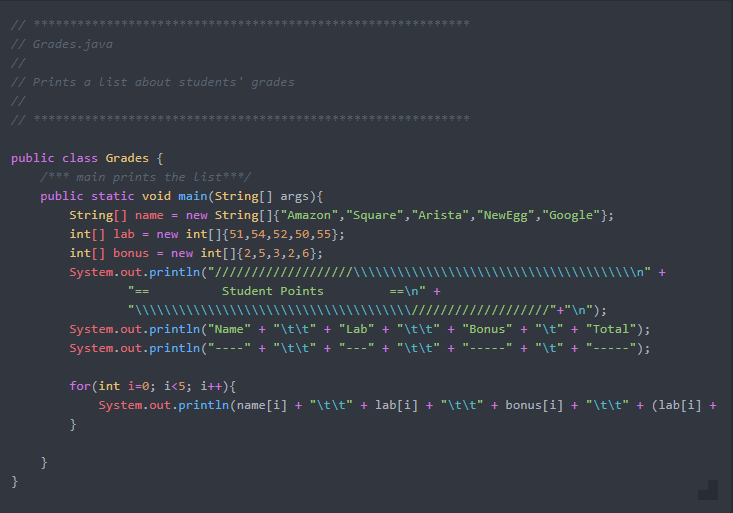 // ************************************************************
// Grades.java
//
// Prints a list about students' grades
//
// ************************************************************
public class Grades {
/*** main prints the list***/
public static void main(String[] args){
String[] name = new String[]{"Amazon","Square","Arista","NewEgg","Google"};
int[] lab = new int[]{51,54,52,50,55};
int[] bonus = new int[]{2,5,3,2,6};
System.out.println("///////////////////\\\\\\\\\\\\\\\\\\\\\\\\\\\\\\\\\\\\\\\n" +
"==          Student Points         ==\n" +
"\\\\\\\\\\\\\\\\\\\\\\\\\\\\\\\\\\\\\\///////////////////"+"\n");
System.out.println("Name" + "\t\t" + "Lab" + "\t\t" + "Bonus" + "\t" + "Total");
System.out.println("----" + "\t\t" + "---" + "\t\t" + "-----" + "\t" + "-----");
for(int i=0; i<5; i++){
System.out.println(name[i] + "\t\t" + lab[i] + "\t\t" + bonus[i] + "\t\t" + (lab[i] +
}
}
}